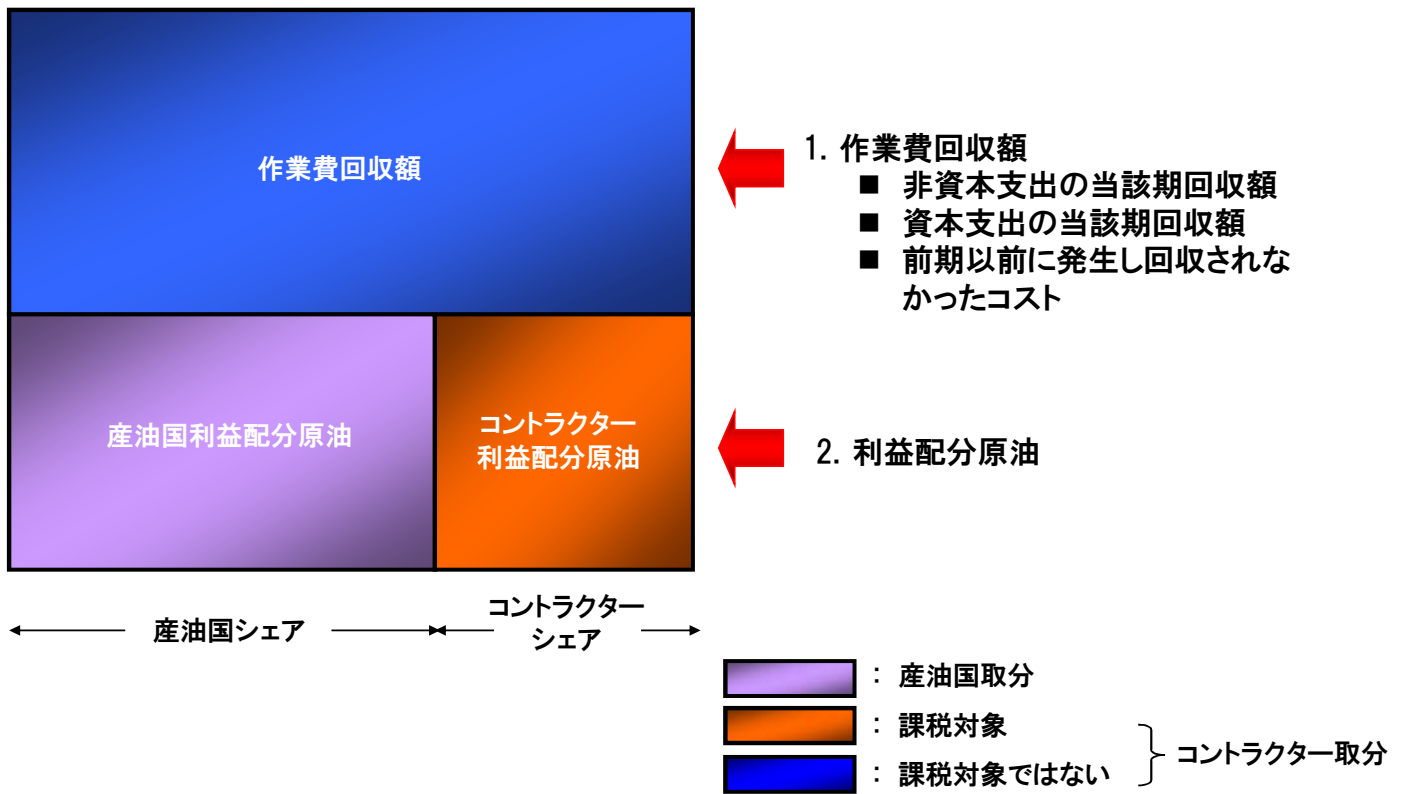 作業費回収額
1. 作業費回収額
■ 非資本支出の当該期回収額
■ 資本支出の当該期回収額
■ 前期以前に発生し回収されな
かったコスト
産油国利益配分原油
コントラクター
利益配分原油
2. 利益配分原油
産油国シェア
コントラクター
シェア
： 産油国取分
： 課税対象
： 課税対象ではない
コントラクター取分